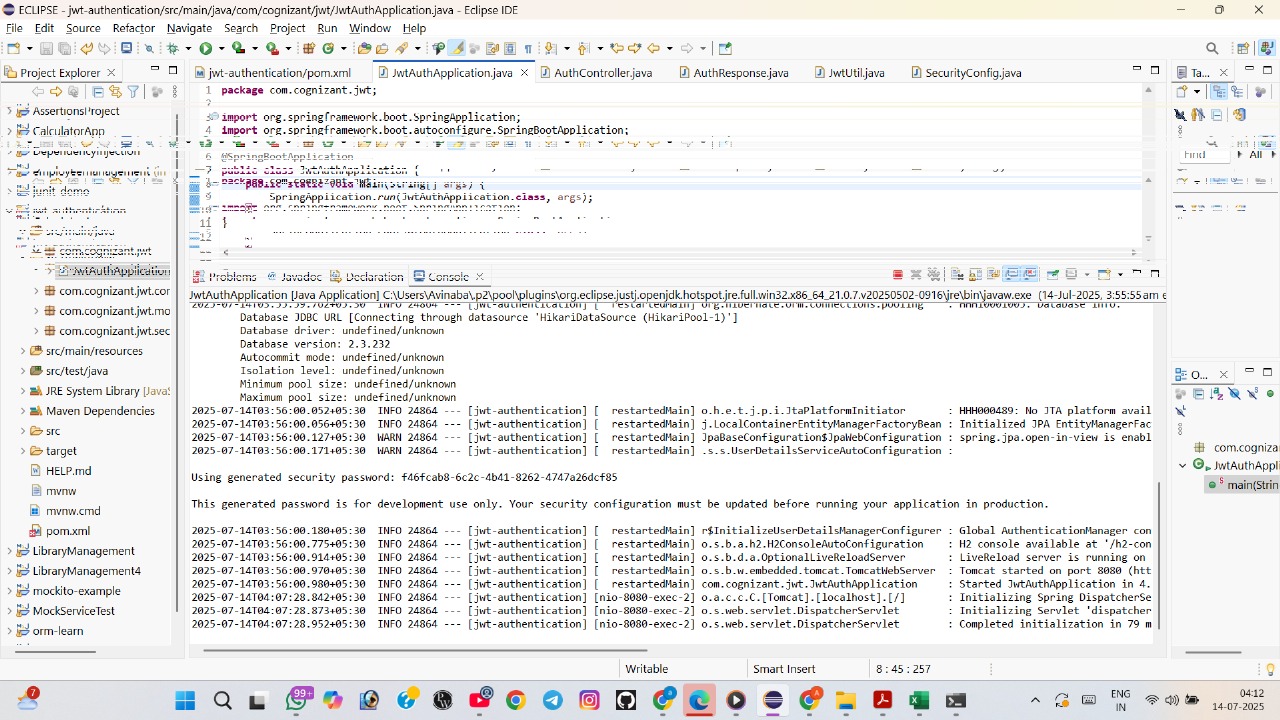 ECLIPSE - jwt-authentication/src/main/java/com/cognizant/jwt/JwtAuthApplication.java - Eclipse IDE
File Edit Source Refactor Navigate Search Project Run Window Help
Project Explorer
jwt-authentication/pom.xml JwtAuthApplication.java AuthController.java AuthResponse.java JwtUtil.java SecurityConfig.java Ta...
AssertionsProject
CalculatorApp
DependencyInjection
employeemanagement (in
junit_demo
jwt_authentication
src/main/java
com.cognizant.jwt
JwtAuthApplication
com.cognizant.jwt.con
com.cognizant.jwt.mo
com.cognizant.jwt.sec
src/main/resources
src/test/java
JRE System Library [JavaS
Maven Dependencies
src
target
HELP.md
mvnw
mvnw.cmd
pom.xml
LibraryManagement
LibraryManagement4
mockito-example
MockServiceTest
orm-learn
1 package com.cognizant.jwt;
2
3 import org.springframework.boot.SpringApplication;
4 import org.springframework.boot.autoconfigure.SpringBootApplication;
6 @SpringBootApplication
7 public class JwtAuthApplication {
8 public static void main(String[] args) {
9 SpringApplication.run(JwtAuthApplication.class, args);
11 }
12
Find All
Problems Javadoc Declaration Console
JwtAuthApplication [Java Application] C:\Users\Avinaba\.p2\pool\plugins\org.eclipse.justj.openjdk.hotspot.jre.full.win32.x86_64_21.0.7.v20250502-0916\jre\bin\javaw.exe (14-Jul-2025, 3:55:55 am e
Database JDBC URL [Connecting through datasource 'HikariDataSource (HikariPool-1)']
Database driver: undefined/unknown
Database version: 2.3.232
Autocommit mode: undefined/unknown
Isolation level: undefined/unknown
Minimum pool size: undefined/unknown
Maximum pool size: undefined/unknown
2025-07-14T03:56:00.052+05:30 INFO 24864 --- [jwt-authentication] [ restartedMain] o.h.e.t.j.p.i.JtaPlatformInitiator : HHH000489: No JTA platform avail
2025-07-14T03:56:00.056+05:30 INFO 24864 --- [jwt-authentication] [ restartedMain] j.LocalContainerEntityManagerFactoryBean : Initialized JPA EntityManagerFac
2025-07-14T03:56:00.127+05:30 WARN 24864 --- [jwt-authentication] [ restartedMain] JpaBaseConfiguration$JpaWebConfiguration : spring.jpa.open-in-view is enabl
2025-07-14T03:56:00.171+05:30 WARN 24864 --- [jwt-authentication] [ restartedMain] .s.s.UserDetailsServiceAutoConfiguration :
Using generated security password: f46fcab8-6c2c-4b41-8262-4747a26dcf85
This generated password is for development use only. Your security configuration must be updated before running your application in production.
2025-07-14T03:56:00.180+05:30 INFO 24864 --- [jwt-authentication] [ restartedMain] r$InitializeUserDetailsManagerConfigurer : Global AuthenticationManager con
2025-07-14T03:56:00.775+05:30 INFO 24864 --- [jwt-authentication] [ restartedMain] o.s.b.a.h2.H2ConsoleAutoConfiguration : H2 console available at '/h2-con
2025-07-14T03:56:00.914+05:30 INFO 24864 --- [jwt-authentication] [ restartedMain] o.s.b.d.a.OptionalLiveReloadServer : LiveReload server is running on
2025-07-14T03:56:00.970+05:30 INFO 24864 --- [jwt-authentication] [ restartedMain] o.s.b.w.embedded.tomcat.TomcatWebServer : Tomcat started on port 8080 (htt
2025-07-14T03:56:00.980+05:30 INFO 24864 --- [jwt-authentication] [ restartedMain] com.cognizant.jwt.JwtAuthApplication : Started JwtAuthApplication in 4.
2025-07-14T04:07:28.842+05:30 INFO 24864 --- [jwt-authentication] [nio-8080-exec-2] o.a.c.c.C.[Tomcat].[localhost].[/] : Initializing Spring DispatcherSe
2025-07-14T04:07:28.873+05:30 INFO 24864 --- [jwt-authentication] [nio-8080-exec-2] o.s.web.servlet.DispatcherServlet : Initializing Servlet 'dispatcher
2025-07-14T04:07:28.952+05:30 INFO 24864 --- [jwt-authentication] [nio-8080-exec-2] o.s.web.servlet.DispatcherServlet : Completed initialization in 79 m
O...
com.cogniza
JwtAuthAppli
main(Strin
Writable Smart Insert 8 : 45 : 257
7 99+ ENG IN 04:12 14-07-2025